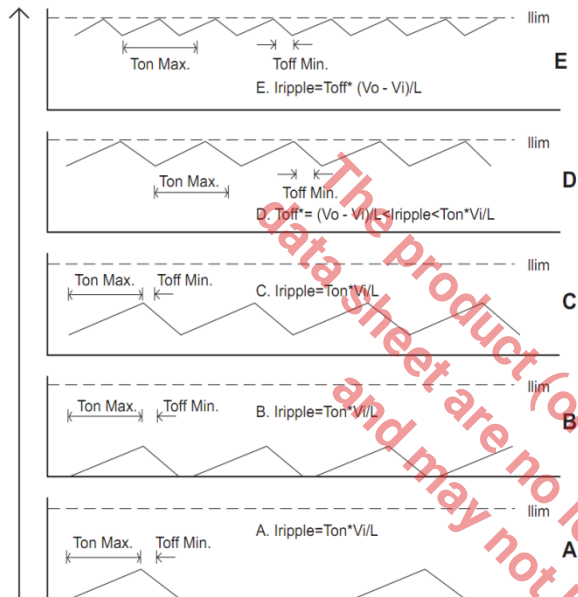 Ilim
E
Ton Max.
Toff Min.
E. Iripple=Toff* (Vo - Vi)/L
Ilim
D
Ton Max.
Toff Min.
D. Toff*= (Vo - Vi)/L<Iripple<Ton*Vi/L
Ilim
C
Ton Max.
Toff Min.
C. Iripple=Ton*Vi/L
Ilim
B
Ton Max.
Toff Min.
B. Iripple=Ton*Vi/L
Ilim
A. Iripple=Ton*Vi/L
A
Ton Max.
Toff Min.
The product (or
data sheet are no
and may not